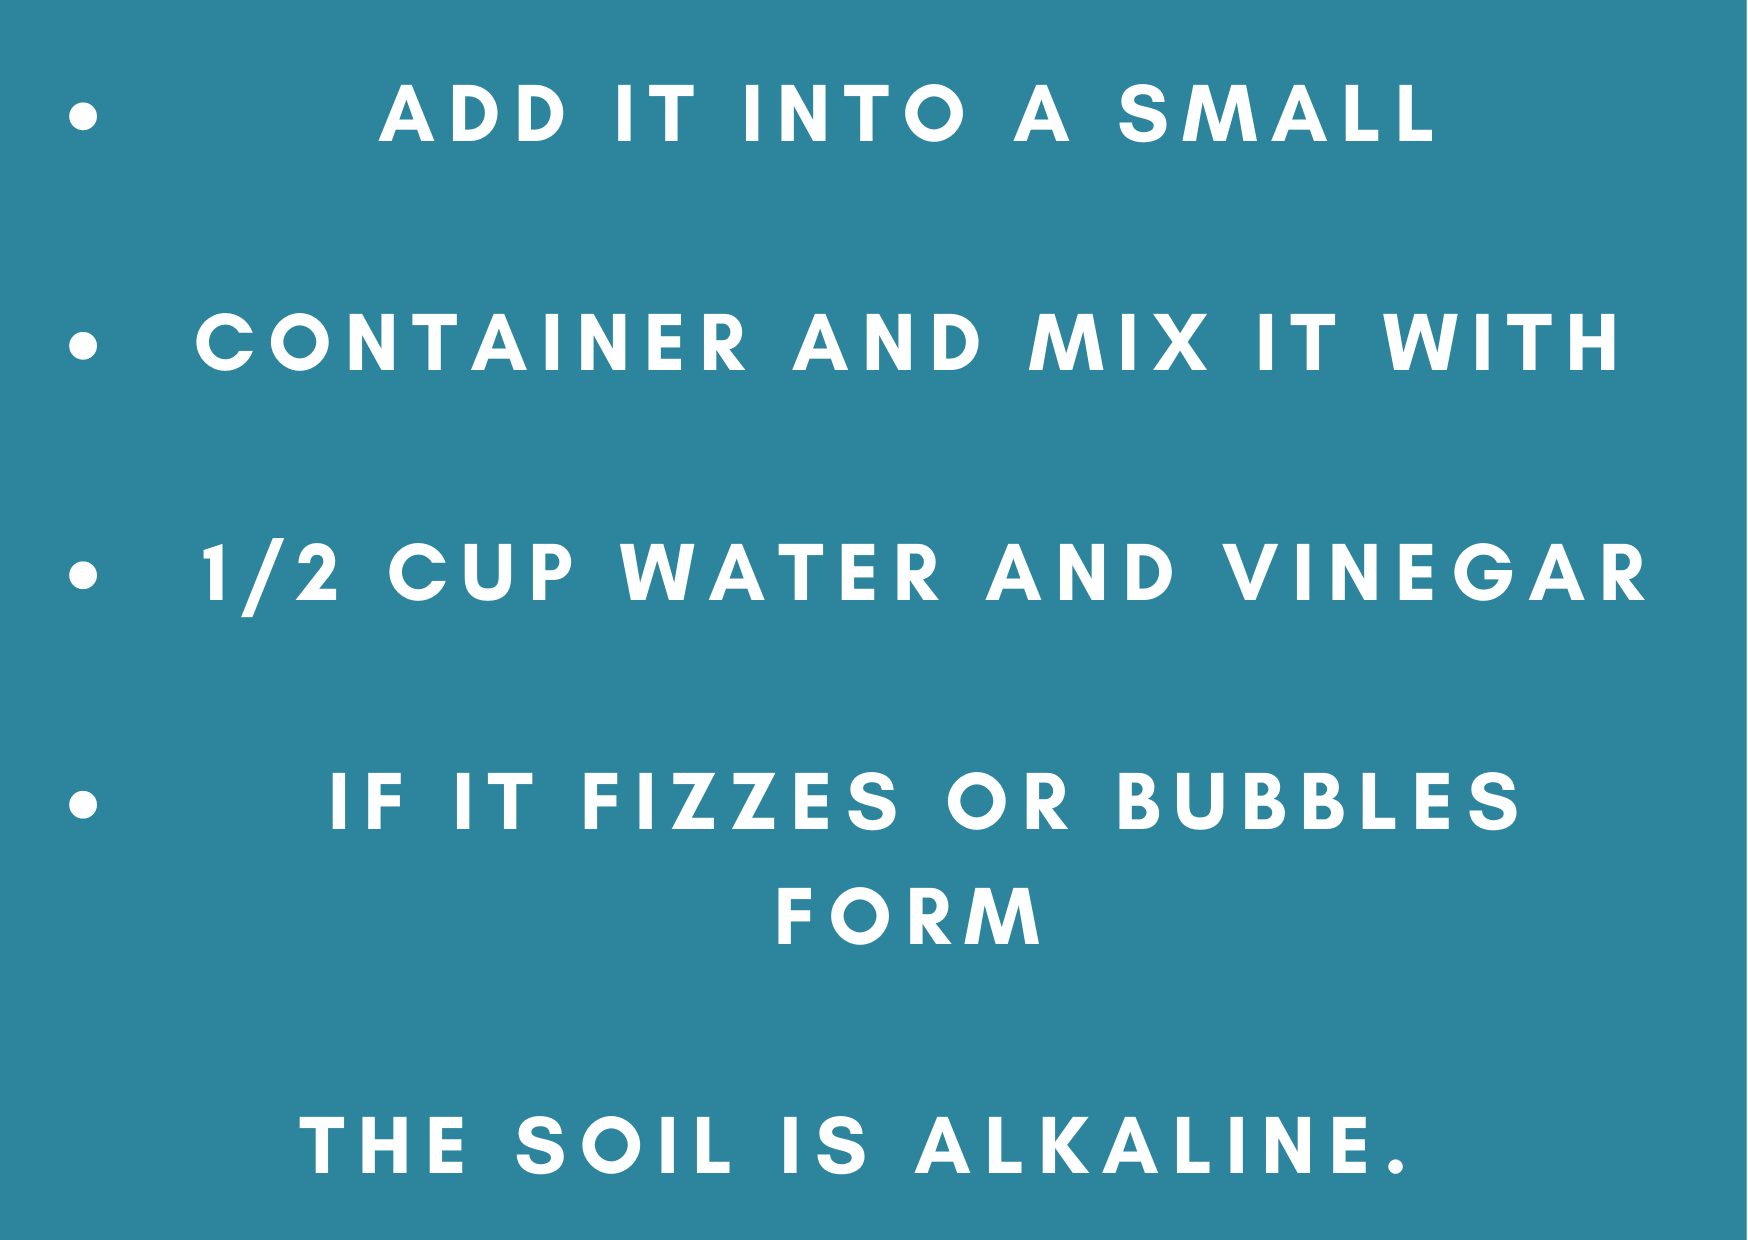 • ADD IT INTO A SMALL
• CONTAINER AND MIX IT WITH
• 1/2 CUP WATER AND VINEGAR
• IF IT FIZZES OR BUBBLES
FORM
THE SOIL IS ALKALINE.